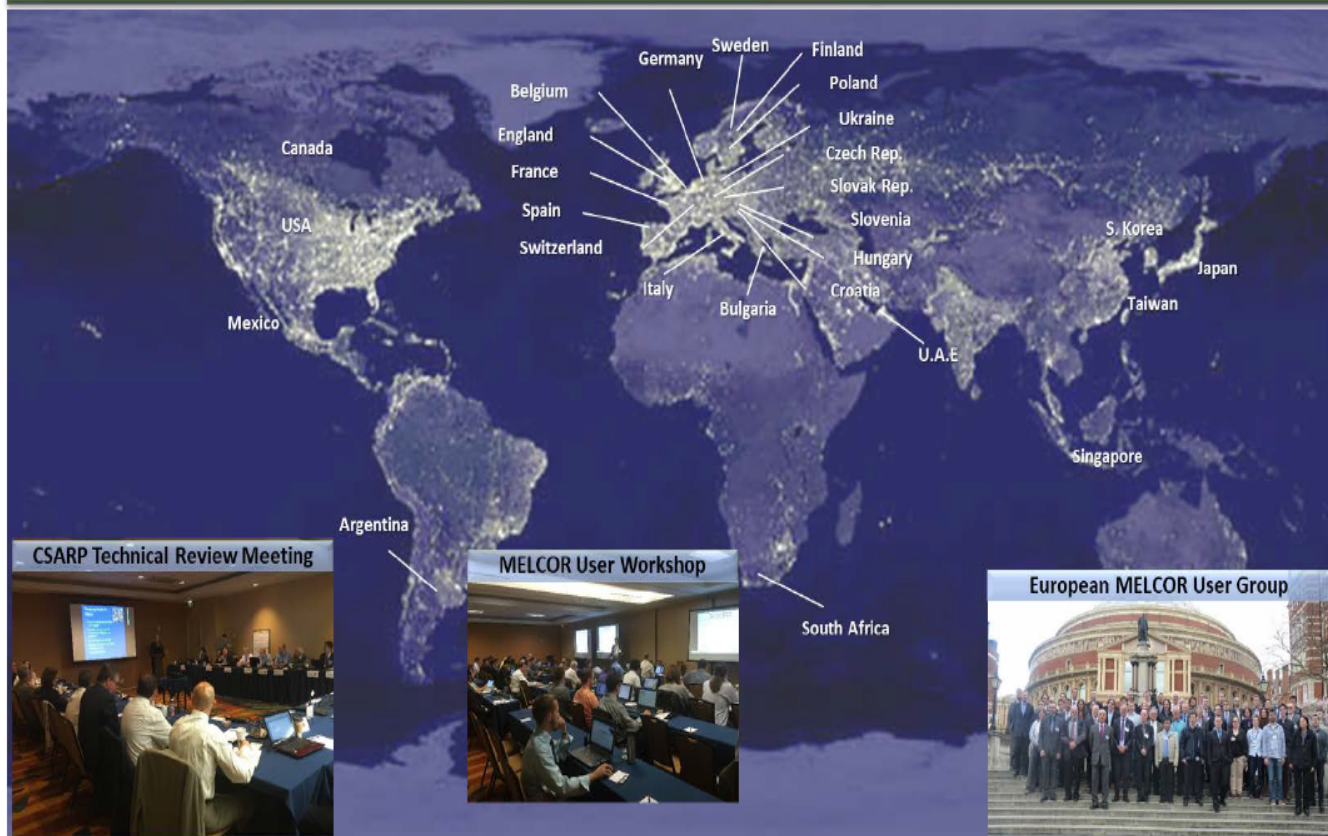 Sweden
Finland
Germany
Poland
Belgium
Ukraine
England
Czech Rep.
Canada
France
Slovak Rep.
Spain
Slovenia
USA
S. Korea
Switzerland
Hungary
Japan
Italy
Croatia
Bulgaria
Taiwan
Mexico
U.A.E
Singapore
Argentina
South Africa
CSARP Technical Review Meeting
MELCOR User Workshop
European MELCOR User Group